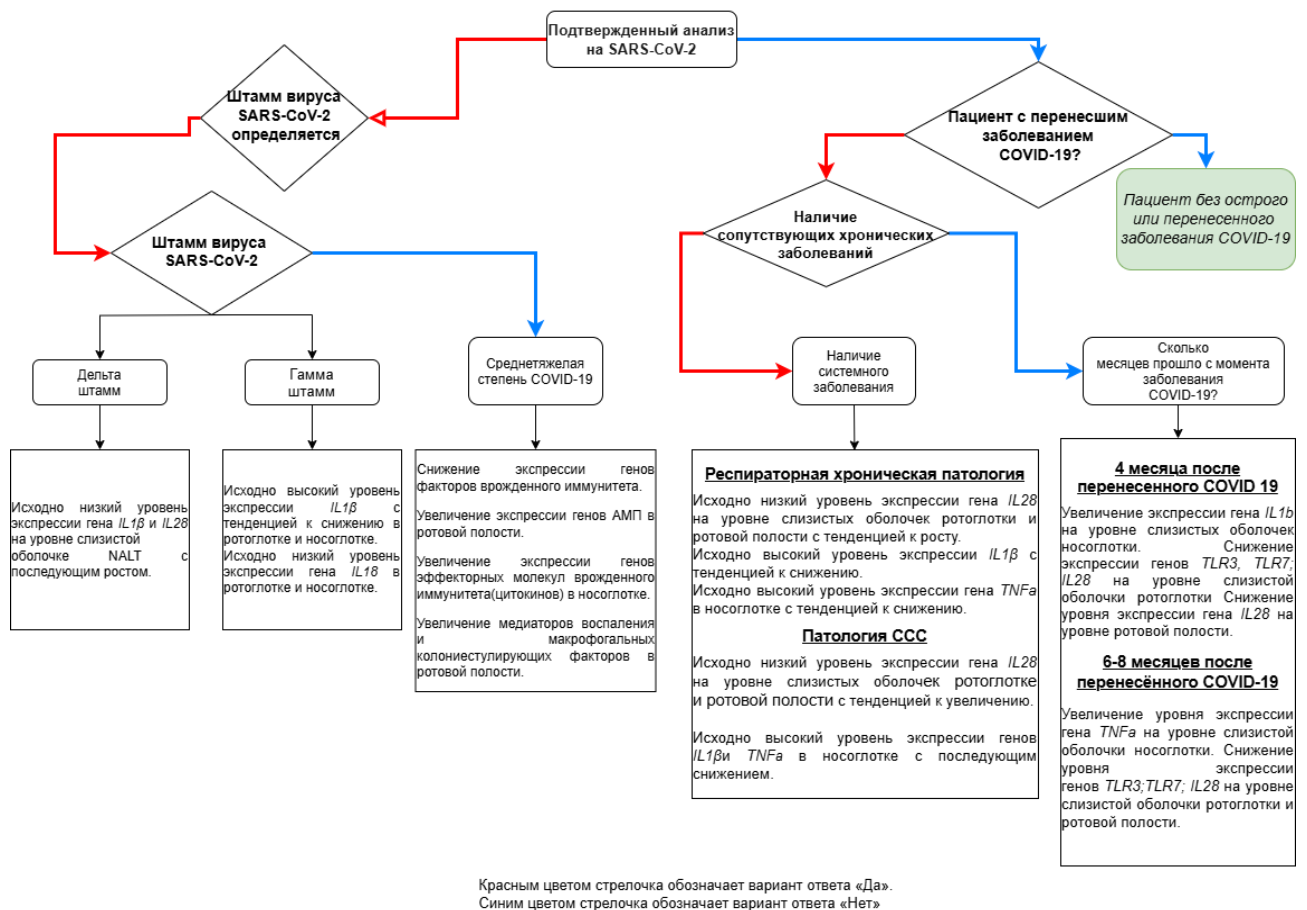 Подтвержденный анализ
на SARS-CoV-2
Штамм вируса
SARS-CoV-2
определяется
Пациент с перенесшим
заболеванием
COVID-19?
Пациент без острого
или перенесенного
заболевания COVID-19
Штамм вируса
SARS-CoV-2
Наличие
сопутствующих хронических
заболеваний
Дельта
штамм
Гамма
штамм
Среднетяжелая
степень COVID-19
Наличие
системного
заболевания
Сколько
месяцев прошло с момента
заболевания
COVID-19?
Исходно низкий уровень
экспрессии гена IL1β и IL28
на уровне слизистой
оболочке NALT с
последующим ростом.
Исходно высокий уровень
экспрессии IL1β с
тенденцией к снижению в
ротоглотке и носоглотке.
Исходно низкий уровень
экспрессии гена IL18 в
ротоглотке и носоглотке.
Снижение экспрессии генов
факторов врожденного иммунитета.
Увеличение экспрессии генов АМП в
ротовой полости.
Увеличение экспрессии генов
эффекторных молекул врожденного
иммунитета(цитокинов) в носоглотке.
Увеличение медиаторов воспаления
и макрофогальных
колониестулирующих факторов в
ротовой полости.
Респираторная хроническая патология
Исходно низкий уровень экспрессии гена IL28
на уровне слизистых оболочек ротоглотки и
ротовой полости с тенденцией к росту.
Исходно высокий уровень экспрессии IL1β с
тенденцией к снижению.
Исходно высокий уровень экспрессии гена TNFa
в носоглотке с тенденцией к снижению.
Патология ССС
Исходно низкий уровень экспрессии гена IL28
на уровне слизистых оболочек ротоглотке
и ротовой полости с тенденцией к увеличению.
Исходно высокий уровень экспрессии генов
IL1βи TNFa в носоглотке с последующим
снижением.
4 месяца после
перенесенного COVID 19
Увеличение экспрессии гена IL1b
на уровне слизистых оболочек
носоглотки. Снижение
экспрессии генов TLR3, TLR7;
IL28 на уровне слизистой
оболочки ротоглотки Снижение
уровня экспрессии гена IL28 на
уровне ротовой полости.
6-8 месяцев после
перенесённого COVID-19
Увеличение уровня экспрессии
гена TNFa на уровне слизистой
оболочки носоглотки. Снижение
уровня экспрессии
генов TLR3;TLR7; IL28 на уровне
слизистой оболочки ротоглотки и
ротовой полости.
Красным цветом стрелочка обозначает вариант ответа «Да».
Синим цветом стрелочка обозначает вариант ответа «Нет»